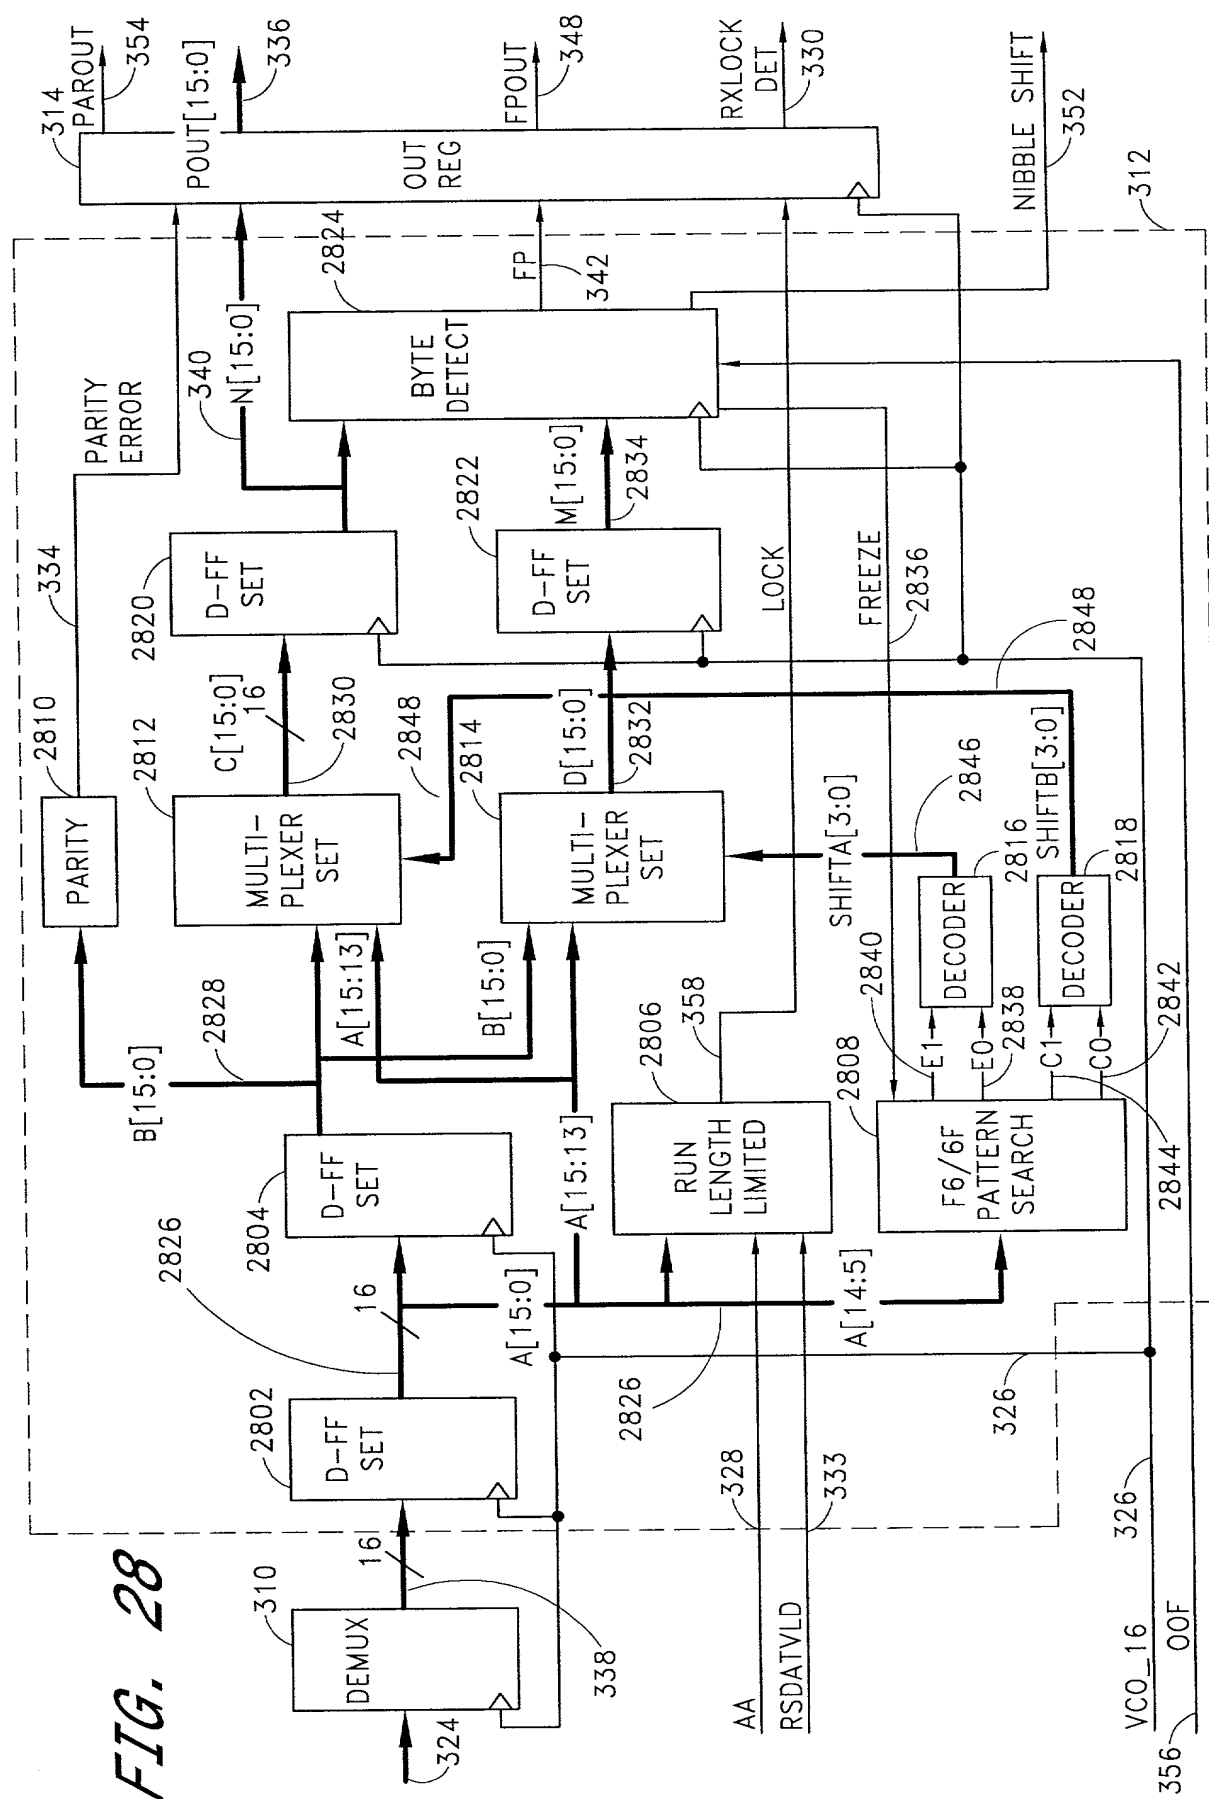 FIG. 28
324
DEMUX
310
338
16
2802
D-FF
SET
2826
16
2804
D-FF
SET
A[15:0]
A[15:13]
2826
A[14:5]
B[15:0]
2828
A[15:13]
B[15:0]
PARITY
2810
334
PARITY
ERROR
MULTI-
PLEXER
SET
2812
C[15:0]
16
2830
2848
MULTI-
PLEXER
SET
2814
D[15:0]
2832
D-FF
SET
2820
D-FF
SET
2822
M[15:0]
2834
340
N[15:0]
BYTE
DETECT
2824
FP
342
OUT
REG
314
PAROUT
354
POUT[15:0]
336
FPOUT
348
RXLOCK
DET
330
NIBBLE SHIFT
352
312
RUN
LENGTH
LIMITED
2806
358
LOCK
FREEZE
2836
2848
F6/6F
PATTERN
SEARCH
2808
2840
E1
E0
2838
C1
C0
2842
2844
DECODER
2816
DECODER
2818
SHIFTA[3:0]
2846
SHIFTB[3:0]
AA
328
RSDATVLD
333
326
VCO_16
326
OOF
356